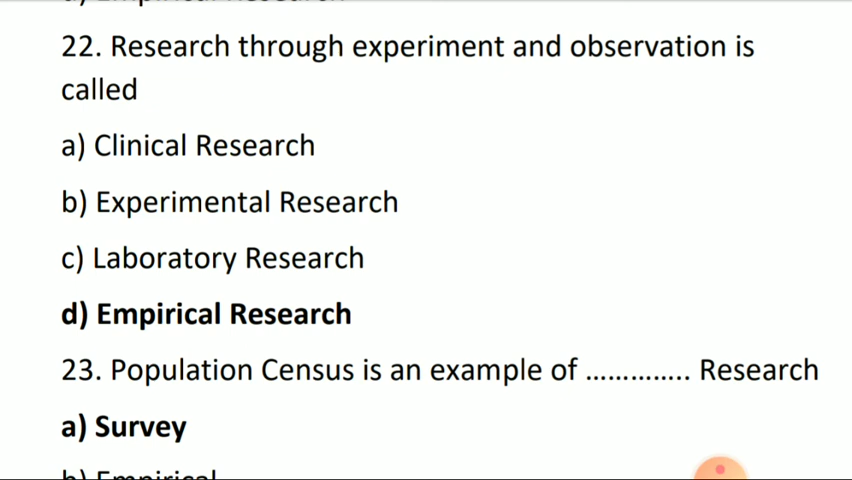 22. Research through experiment and observation is
called
a) Clinical Research
b) Experimental Research
c) Laboratory Research
d) Empirical Research
23. Population Census is an example of .............. Research
a) Survey
b) Empirical